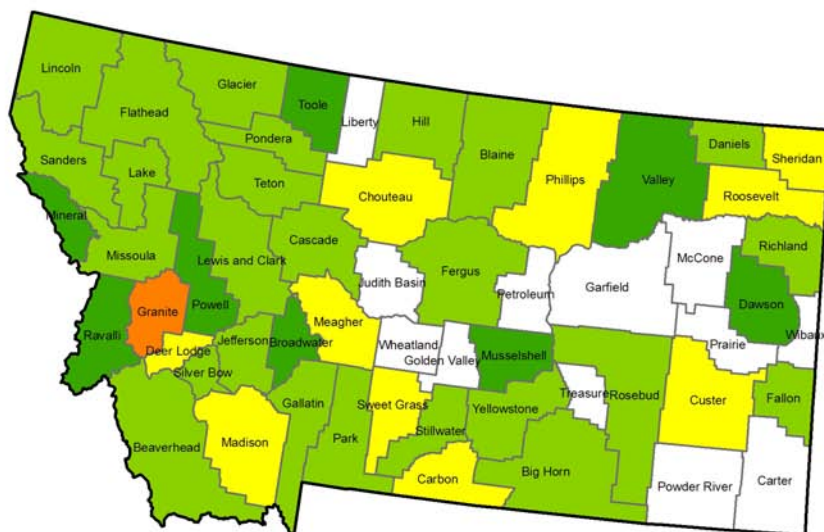 Lincoln
Glacier
Toole
Liberty
Hill
Flathead
Pondera
Blaine
Daniels
Sheridan
Phillips
Valley
Roosevelt
Sanders
Lake
Teton
Chouteau
Mineral
Missoula
Lewis and Clark
Cascade
Judith Basin
Fergus
Petroleum
Garfield
McCone
Richland
Dawson
Wibaux
Prairie
Granite
Powell
Ravalli
Deer Lodge
Jefferson
Broadwater
Meagher
Wheatland
Golden Valley
Musselshell
Silver Bow
Gallatin
Sweet Grass
Yellowstone
Treasure
Rosebud
Custer
Fallon
Beaverhead
Madison
Park
Stillwater
Carbon
Big Horn
Powder River
Carter